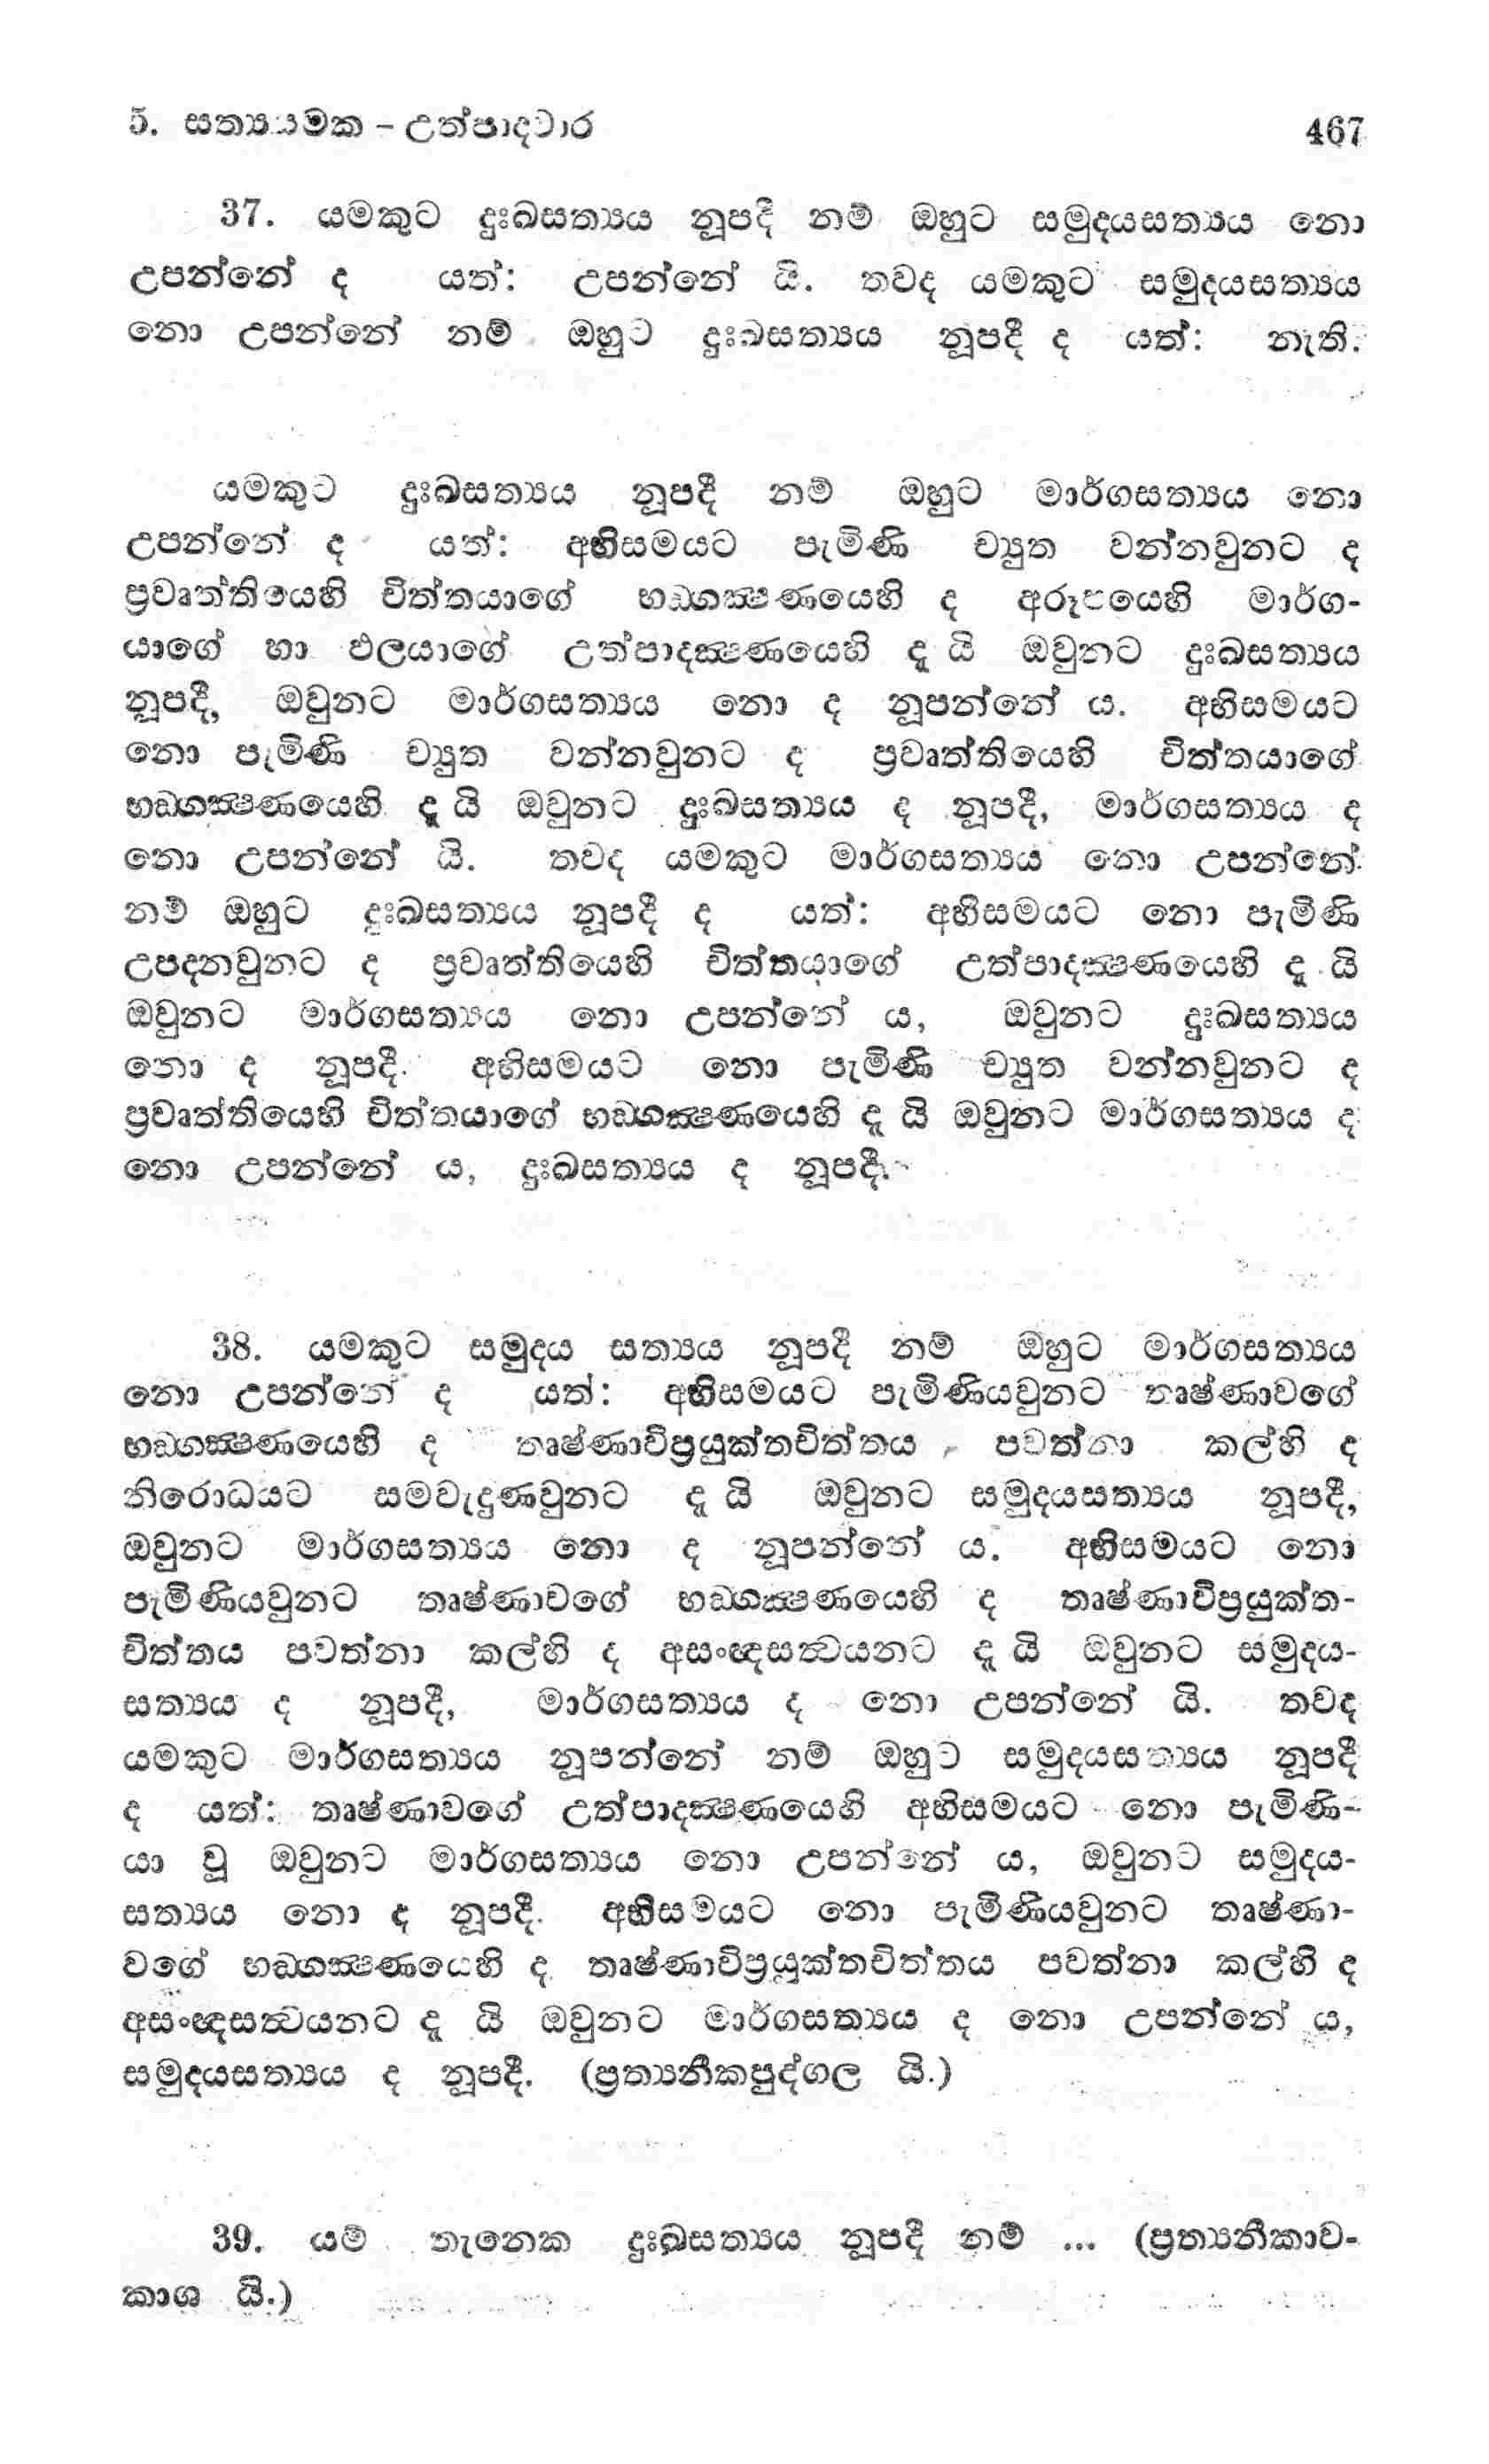 5. සත්‍යයමක - උත්පාදවාර 467
37. යමකුට දුඃඛසත්‍යය නූපදී නම් ඔහුට සමුදයසත්‍යය නො
උපන්නේ ද යත්: උපන්නේ යි. තවද යමකුට සමුදයසත්‍යය
නො උපන්නේ නම් ඔහුට දුඃඛසත්‍යය නූපදී ද යත්: නැති.
යමකුට දුඃඛසත්‍යය නූපදී නම් ඔහුට මාර්ගසත්‍යය නො
උපන්නේ ද යත්: අභිසමයට පැමිණි ච්‍යුත වන්නවුනට ද
ප්‍රවෘත්තියෙහි චිත්තයාගේ භඞ්ගක්‍ෂණයෙහි ද අරූපයෙහි මාර්ග-
යාගේ හා ඵලයාගේ උත්පාදක්‍ෂණයෙහි දැ යි ඔවුනට දුඃඛසත්‍යය
නූපදී, ඔවුනට මාර්ගසත්‍යය නො ද නූපන්නේ ය. අභිසමයට
නො පැමිණි ච්‍යුත වන්නවුනට ද ප්‍රවෘත්තියෙහි චිත්තයාගේ
භඞ්ගක්‍ෂණයෙහි දැ යි ඔවුනට දුඃඛසත්‍යය ද නූපදී, මාර්ගසත්‍යය ද
නො උපන්නේ යි. තවද යමකුට මාර්ගසත්‍යය නො උපන්නේ
නම් ඔහුට දුඃඛසත්‍යය නූපදී ද යත්: අභිසමයට නො පැමිණි
උපදනවුනට ද ප්‍රවෘත්තියෙහි චිත්තයාගේ උත්පාදක්‍ෂණයෙහි දැ යි
ඔවුනට මාර්ගසත්‍යය නො උපන්නේ ය, ඔවුනට දුඃඛසත්‍යය
නො ද නූපදී. අභිසමයට නො පැමිණි ච්‍යුත වන්නවුනට ද
ප්‍රවෘත්තියෙහි චිත්තයාගේ භඞ්ගක්‍ෂණයෙහි දැ යි ඔවුනට මාර්ගසත්‍යය ද
නො උපන්නේ ය, දුඃඛසත්‍යය ද නූපදී.
38. යමකුට සමුදය සත්‍යය නූපදී නම් ඔහුට මාර්ගසත්‍යය
නො උපන්නේ ද යත්: අභිසමයට පැමිණියවුනට තෘෂ්ණාවගේ
භඞ්ගක්‍ෂණයෙහි ද තෘෂ්ණාවිප්‍රයුක්තචිත්තය පවත්නා කල්හි ද
නිරොධයට සමවැදුණවුනට දැ යි ඔවුනට සමුදයසත්‍යය නූපදී,
ඔවුනට මාර්ගසත්‍යය නො ද නූපන්නේ ය. අභිසමයට නො
පැමිණියවුනට තෘෂ්ණාවගේ භඞ්ගක්‍ෂණයෙහි ද තෘෂ්ණාවිප්‍රයුක්ත-
චිත්තය පවත්නා කල්හි ද අසංඥසත්‍වයනට දැ යි ඔවුනට සමුදය-
සත්‍යය ද නූපදී, මාර්ගසත්‍යය ද නො උපන්නේ යි. තවද
යමකුට මාර්ගසත්‍යය නූපන්නේ නම් ඔහුට සමුදයසත්‍යය නූපදී
ද යත්: තෘෂ්ණාවගේ උත්පාදක්‍ෂණයෙහි අභිසමයට නො පැමිණි-
යා වූ ඔවුනට මාර්ගසත්‍යය නො උපන්නේ ය, ඔවුනට සමුදය-
සත්‍යය නො ද නූපදී. අභිසමයට නො පැමිණියවුනට තෘෂ්ණා-
වගේ භඞ්ගක්‍ෂණයෙහි ද තෘෂ්ණාවිප්‍රයුක්තචිත්තය පවත්නා කල්හි ද
අසංඥසත්‍වයනට දැ යි ඔවුනට මාර්ගසත්‍යය ද නො උපන්නේ ය,
සමුදයසත්‍යය ද නූපදී. (ප්‍රත්‍යනීකපුද්ගල යි.)
39. යම් තැනෙක දුඃඛසත්‍යය නූපදී නම් ... (ප්‍රත්‍යනීකාව-
කාශ යි.)